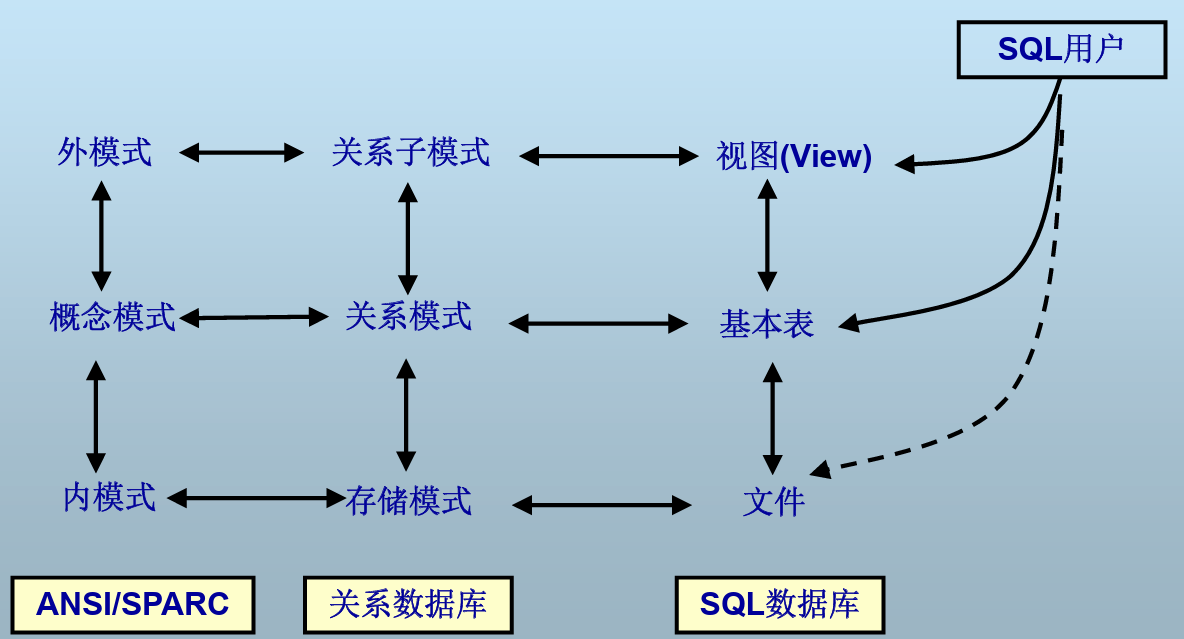 SQL用户
外模式
关系子模式
视图(View)
概念模式
关系模式
基本表
内模式
存储模式
文件
ANSI/SPARC
关系数据库
SQL数据库